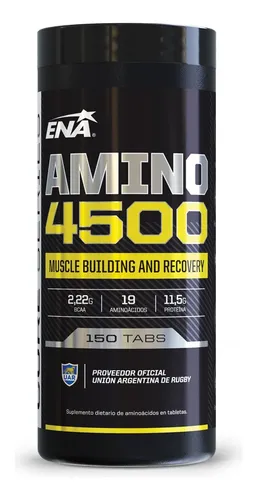 ENA
AMINO
4500
MUSCLE BUILDING AND RECOVERY
2,22G 19 11,5G
BCAA AMINOÁCIDOS PROTEÍNA
150 TABS
UAR
PROVEEDOR OFICIAL
UNIÓN ARGENTINA DE RUGBY
Suplemento dietario de aminoácidos en tabletas.